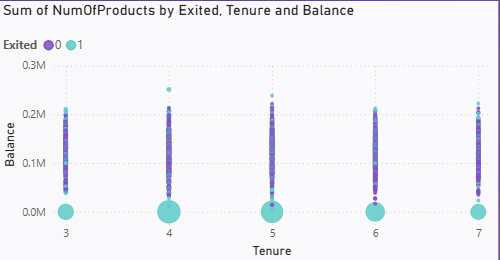 Sum of NumOfProducts by Exited, Tenure and Balance
Exited 0 1
0.3M
0.2M
0.1M
0.0M
Balance
3 4 5 6 7
Tenure